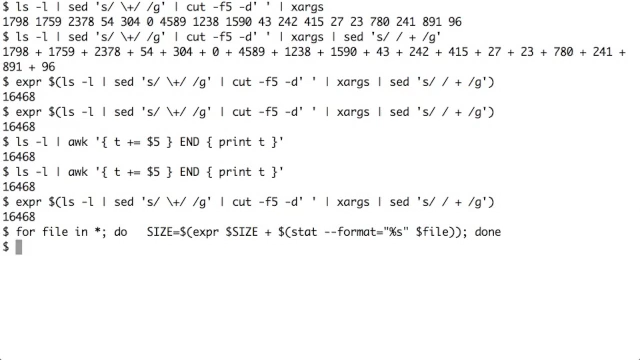 $ ls -l | sed 's/ \+/ /g' | cut -f5 -d' ' | xargs
1798 1759 2378 54 304 0 4589 1238 1590 43 242 415 27 23 780 241 891 96
$ ls -l | sed 's/ \+/ /g' | cut -f5 -d' ' | xargs | sed 's/ / + /g'
1798 + 1759 + 2378 + 54 + 304 + 0 + 4589 + 1238 + 1590 + 43 + 242 + 415 + 27 + 23 + 780 + 241 +
891 + 96
$ expr $(ls -l | sed 's/ \+/ /g' | cut -f5 -d' ' | xargs | sed 's/ / + /g')
16468
$ expr $(ls -l | sed 's/ \+/ /g' | cut -f5 -d' ' | xargs | sed 's/ / + /g')
16468
$ ls -l | awk '{ t += $5 } END { print t }'
16468
$ ls -l | awk '{ t += $5 } END { print t }'
16468
$ expr $(ls -l | sed 's/ \+/ /g' | cut -f5 -d' ' | xargs | sed 's/ / + /g')
16468
$ for file in *; do   SIZE=$(expr $SIZE + $(stat --format="%s" $file)); done
$